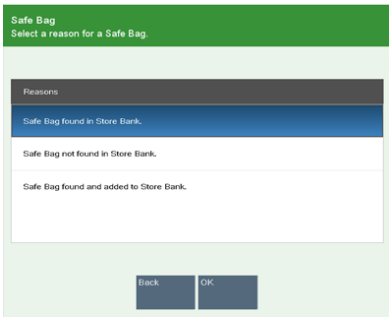 Safe Bag
Select a reason for a Safe Bag.
Reasons
Safe Bag found in Store Bank.
Safe Bag not found in Store Bank.
Safe Bag found and added to Store Bank.
Back
OK